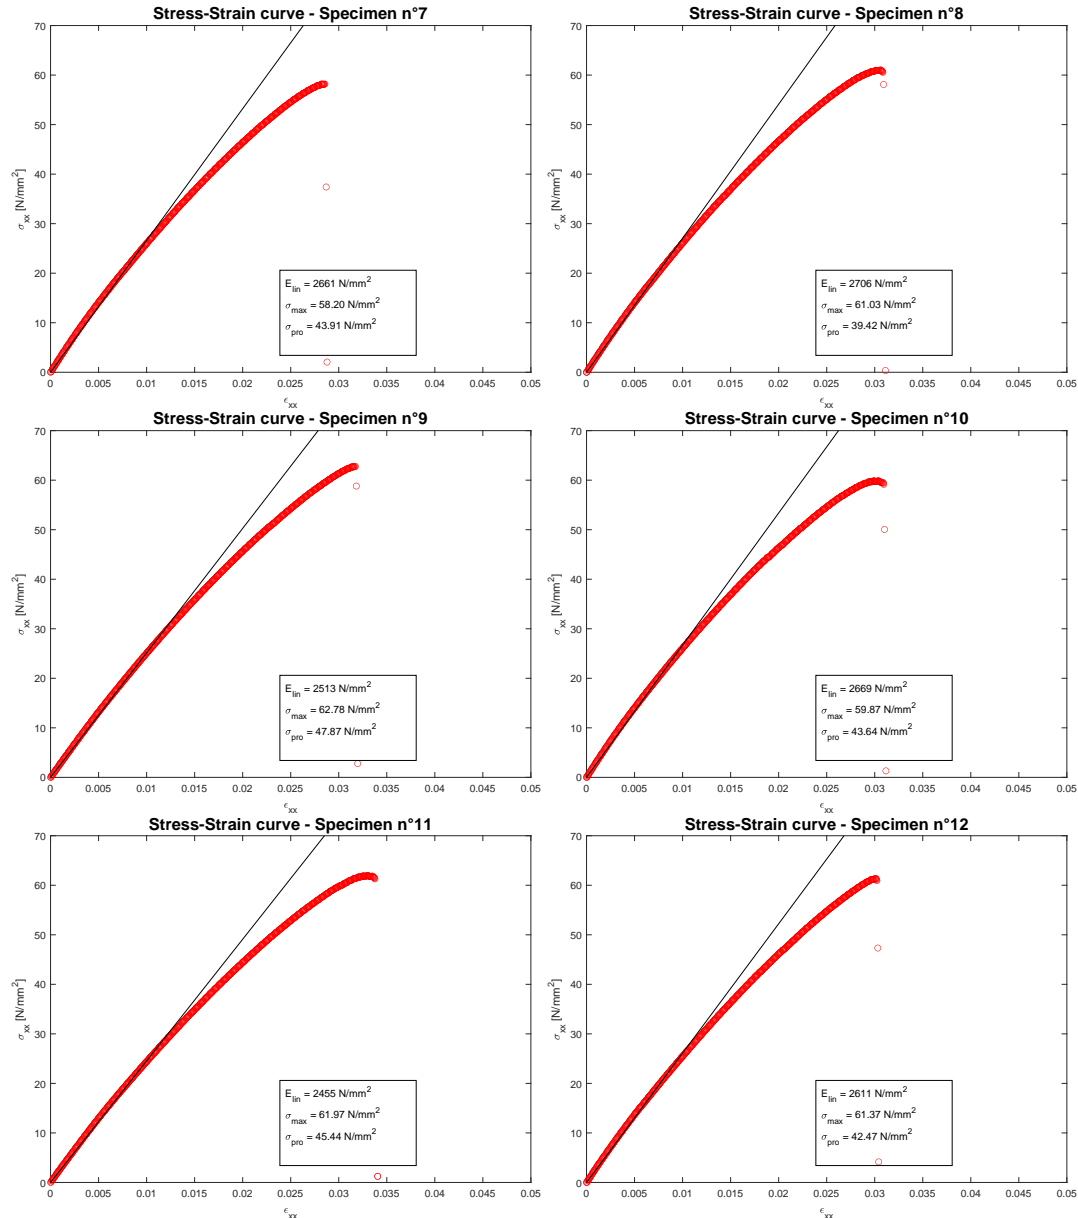 Stress-Strain curve - Specimen n°7
70
60
50
40
30
20
10
0
σxx [N/mm2]
Elin = 2661 N/mm2
σmax = 58.20 N/mm2
σpro = 43.91 N/mm2
0 0.005 0.01 0.015 0.02 0.025 0.03 0.035 0.04 0.045 0.05
ϵxx
Stress-Strain curve - Specimen n°8
70
60
50
40
30
20
10
0
σxx [N/mm2]
Elin = 2706 N/mm2
σmax = 61.03 N/mm2
σpro = 39.42 N/mm2
0 0.005 0.01 0.015 0.02 0.025 0.03 0.035 0.04 0.045 0.05
ϵxx
Stress-Strain curve - Specimen n°9
70
60
50
40
30
20
10
0
σxx [N/mm2]
Elin = 2513 N/mm2
σmax = 62.78 N/mm2
σpro = 47.87 N/mm2
0 0.005 0.01 0.015 0.02 0.025 0.03 0.035 0.04 0.045 0.05
ϵxx
Stress-Strain curve - Specimen n°10
70
60
50
40
30
20
10
0
σxx [N/mm2]
Elin = 2669 N/mm2
σmax = 59.87 N/mm2
σpro = 43.64 N/mm2
0 0.005 0.01 0.015 0.02 0.025 0.03 0.035 0.04 0.045 0.05
ϵxx
Stress-Strain curve - Specimen n°11
70
60
50
40
30
20
10
0
σxx [N/mm2]
Elin = 2455 N/mm2
σmax = 61.97 N/mm2
σpro = 45.44 N/mm2
0 0.005 0.01 0.015 0.02 0.025 0.03 0.035 0.04 0.045 0.05
ϵxx
Stress-Strain curve - Specimen n°12
70
60
50
40
30
20
10
0
σxx [N/mm2]
Elin = 2611 N/mm2
σmax = 61.37 N/mm2
σpro = 42.47 N/mm2
0 0.005 0.01 0.015 0.02 0.025 0.03 0.035 0.04 0.045 0.05
ϵxx